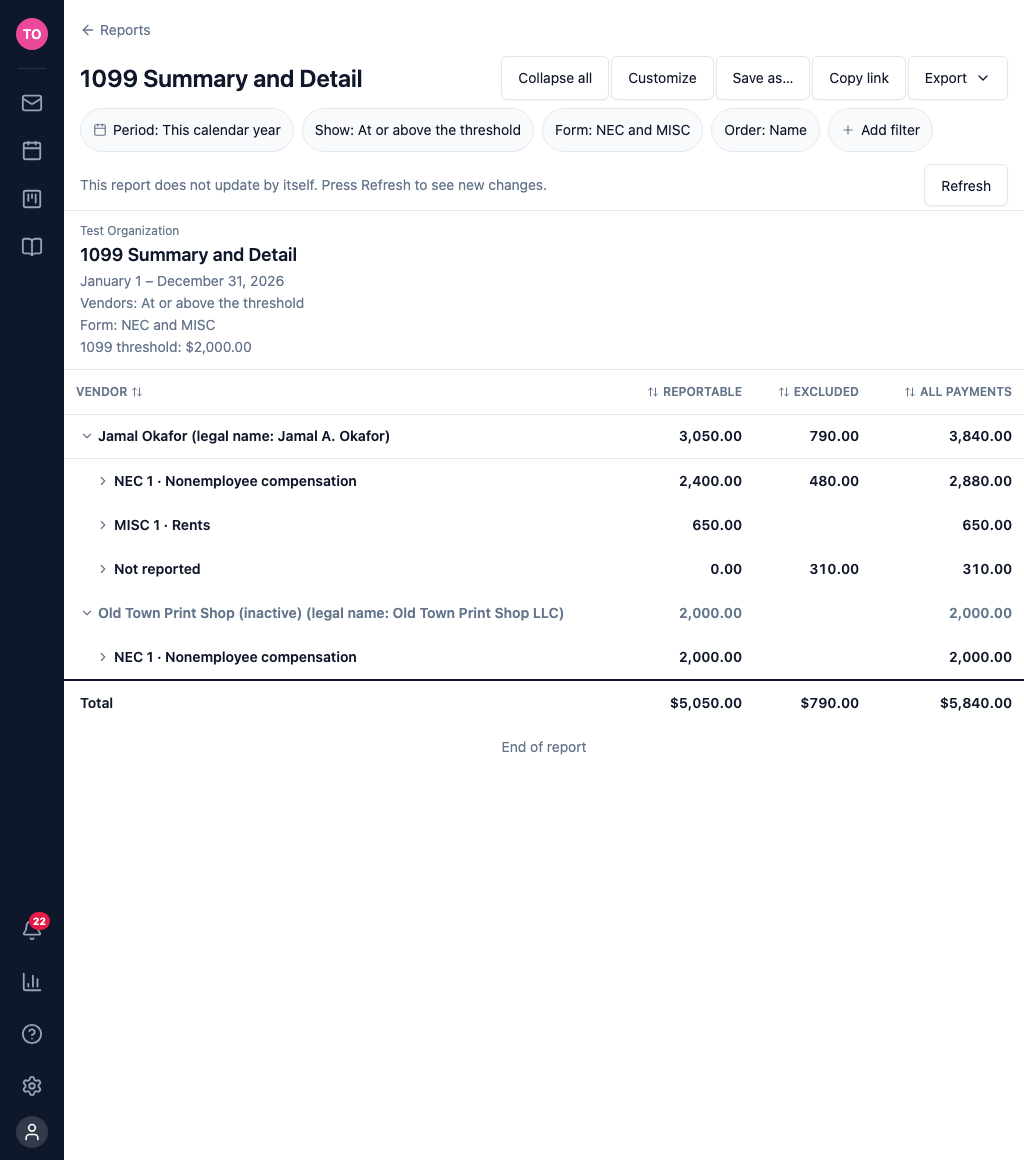 TO
Reports
1099 Summary and Detail
Collapse all
Customize
Save as...
Copy link
Export
Period: This calendar year
Show: At or above the threshold
Form: NEC and MISC
Order: Name
Add filter
This report does not update by itself. Press Refresh to see new changes.
Refresh
Test Organization
1099 Summary and Detail
January 1 – December 31, 2026
Vendors: At or above the threshold
Form: NEC and MISC
1099 threshold: $2,000.00
VENDOR REPORTABLE EXCLUDED ALL PAYMENTS
Jamal Okafor (legal name: Jamal A. Okafor) 3,050.00 790.00 3,840.00
NEC 1 · Nonemployee compensation 2,400.00 480.00 2,880.00
MISC 1 · Rents 650.00 650.00
Not reported 0.00 310.00 310.00
Old Town Print Shop (inactive) (legal name: Old Town Print Shop LLC) 2,000.00 2,000.00
NEC 1 · Nonemployee compensation 2,000.00 2,000.00
Total $5,050.00 $790.00 $5,840.00
End of report
22